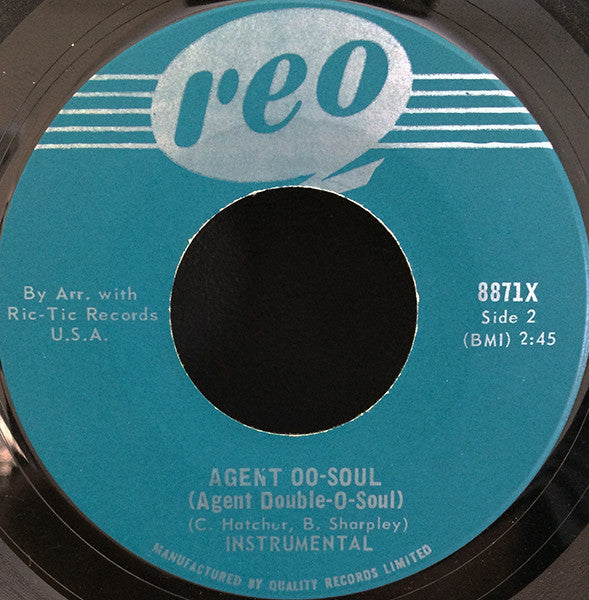 reo
By Arr. with
Ric-Tic Records
U.S.A.
8871X
Side 2
(BMI) 2:45
AGENT OO-SOUL
(Agent Double-O-Soul)
(C. Hatcher, B. Sharpley)
INSTRUMENTAL
MANUFACTURED BY QUALITY RECORDS LIMITED